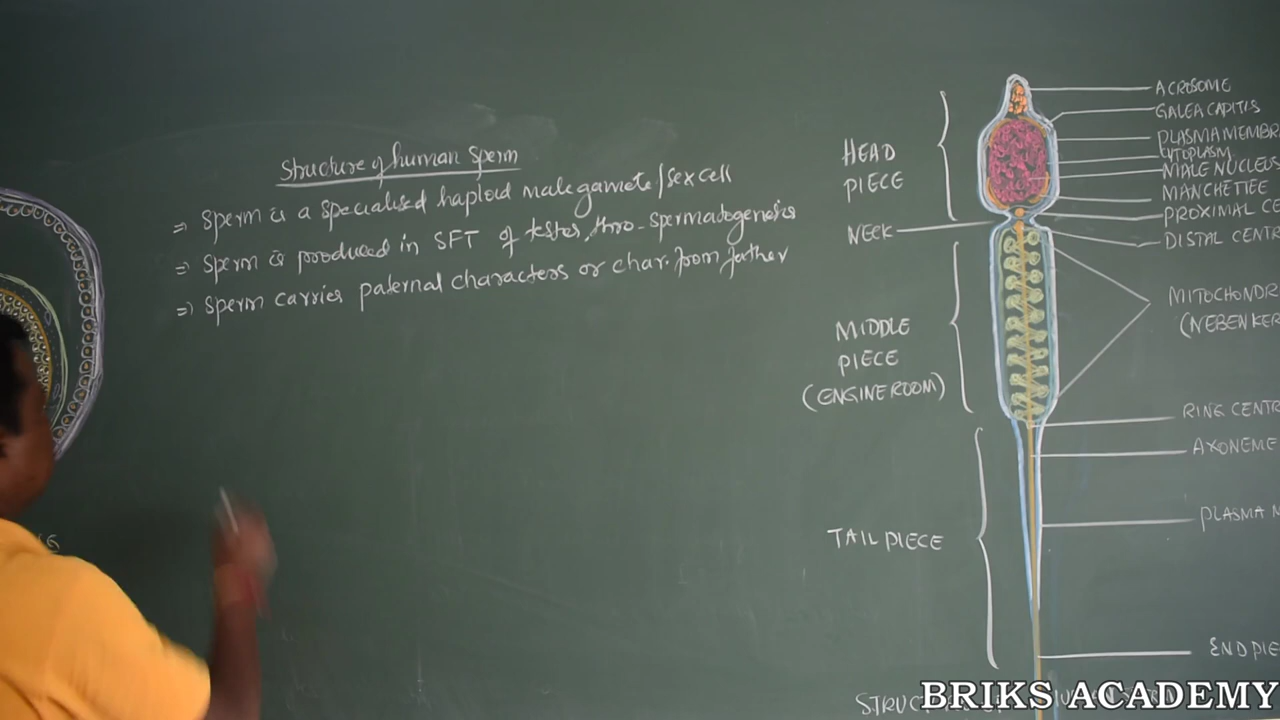 Structure of human Sperm
⇒ Sperm is a specialised haploid male gamete/sex cell
⇒ Sperm is produced in SFT of testes, thro- spermatogenesis
⇒ Sperm carries paternal characters or char. from father
HEAD
PIECE
NECK
MIDDLE
PIECE
(ENGINE ROOM)
TAIL PIECE
ACROSOME
GALEA CAPITIS
PLASMA MEMBRA
CYTOPLASM
MALE NUCLEUS
MANCHETTEE
PROXIMAL CE
DISTAL CENTR
MITOCHONDR
(NEBENKER
RING CENTR
AXONEME
PLASMA M
END PIE
STRUCT
BRIKS ACADEMY